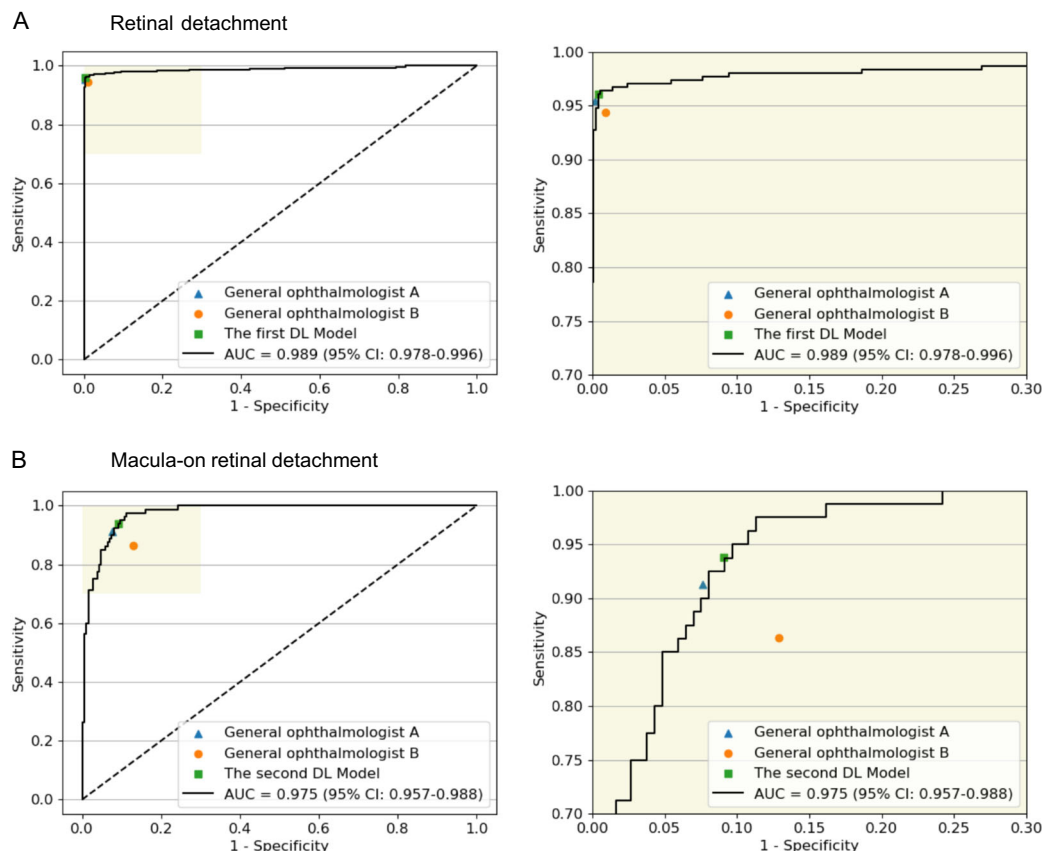 A
Retinal detachment
1.0
0.8
0.6
0.4
0.2
0.0
Sensitivity
General ophthalmologist A
General ophthalmologist B
The first DL Model
AUC = 0.989 (95% CI: 0.978-0.996)
0.0 0.2 0.4 0.6 0.8 1.0
1 - Specificity
1.00
0.95
0.90
0.85
0.80
0.75
0.70
Sensitivity
General ophthalmologist A
General ophthalmologist B
The first DL Model
AUC = 0.989 (95% CI: 0.978-0.996)
0.00 0.05 0.10 0.15 0.20 0.25 0.30
1 - Specificity
B
Macula-on retinal detachment
1.0
0.8
0.6
0.4
0.2
0.0
Sensitivity
General ophthalmologist A
General ophthalmologist B
The second DL Model
AUC = 0.975 (95% CI: 0.957-0.988)
0.0 0.2 0.4 0.6 0.8 1.0
1 - Specificity
1.00
0.95
0.90
0.85
0.80
0.75
0.70
Sensitivity
General ophthalmologist A
General ophthalmologist B
The second DL Model
AUC = 0.975 (95% CI: 0.957-0.988)
0.00 0.05 0.10 0.15 0.20 0.25 0.30
1 - Specificity